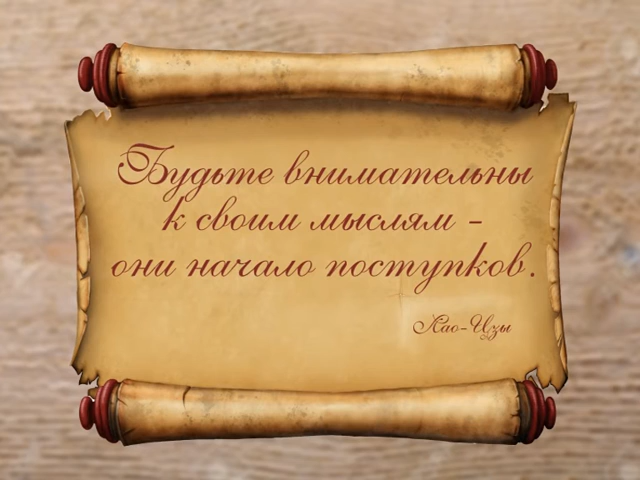 Будьте внимательны
к своим мыслям -
они начало поступков.
Лао-Цзы